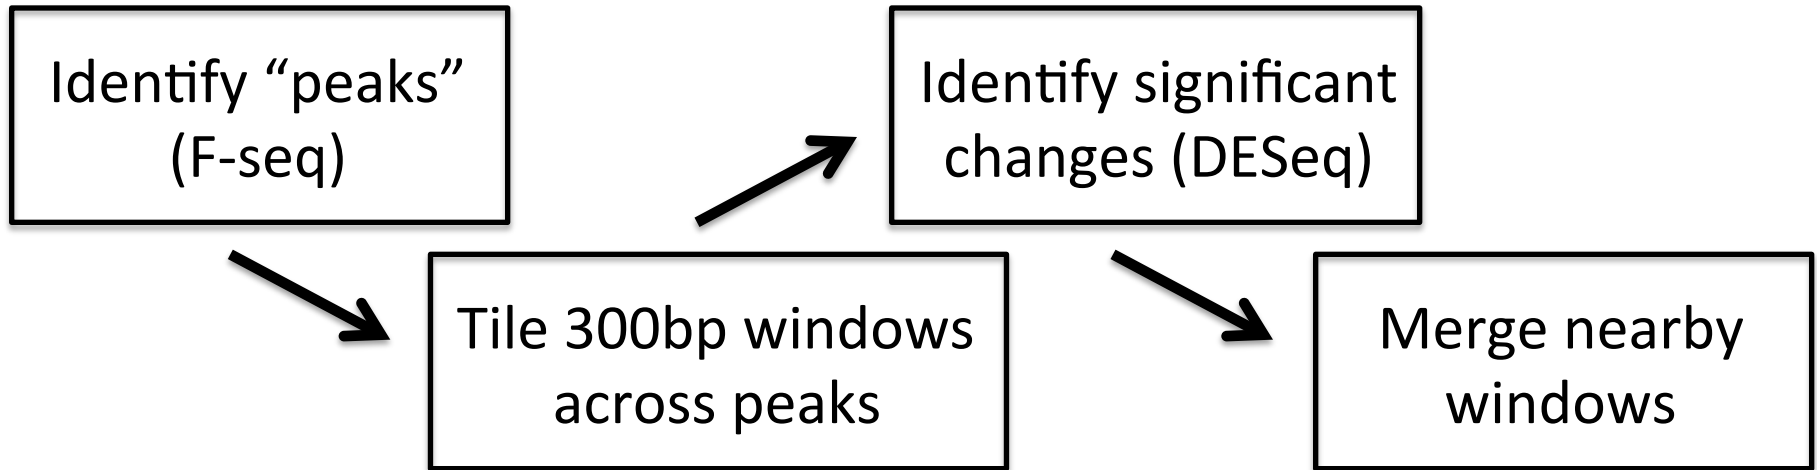 Identify “peaks”
(F-seq)
Tile 300bp windows
across peaks
Identify significant
changes (DESeq)
Merge nearby
windows